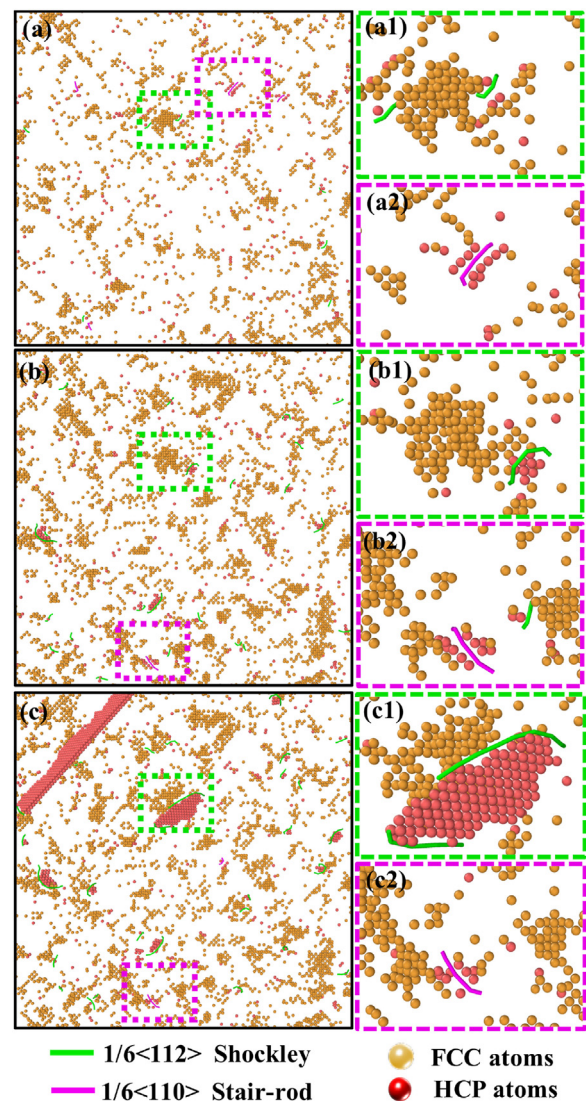 (a)
(a1)
(a2)
(b)
(b1)
(b2)
(c)
(c1)
(c2)
1/6<112> Shockley
FCC atoms
1/6<110> Stair-rod
HCP atoms